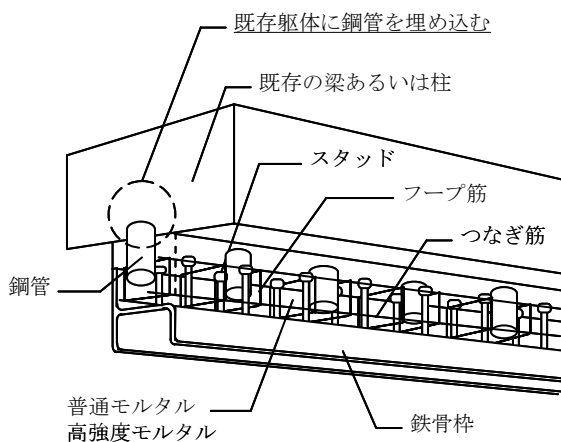 既存躯体に鋼管を埋め込む
既存の梁あるいは柱
スタッド
フープ筋
つなぎ筋
鋼管
普通モルタル
高強度モルタル
鉄骨枠